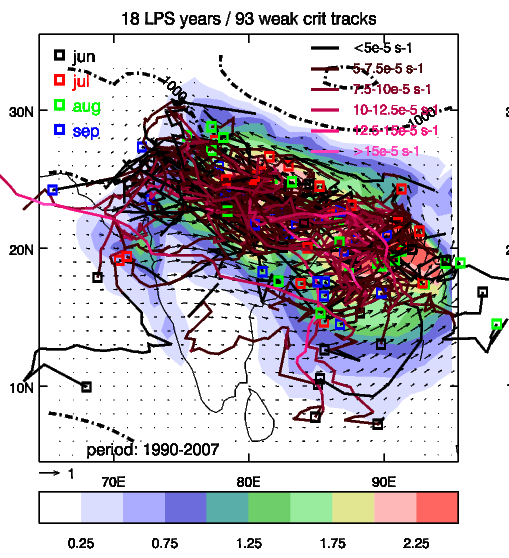 18 LPS years / 93 weak crit tracks
jun
jul
aug
sep
<5e-5 s-1
5-7.5e-5 s-1
7.5-10e-5 s-1
10-12.5e-5 s-1
12.5-15e-5 s-1
>15e-5 s-1
1000
1000
30N
20N
10N
2
1
period: 1990-2007
1
70E
80E
90E
0.25
0.75
1.25
1.75
2.25